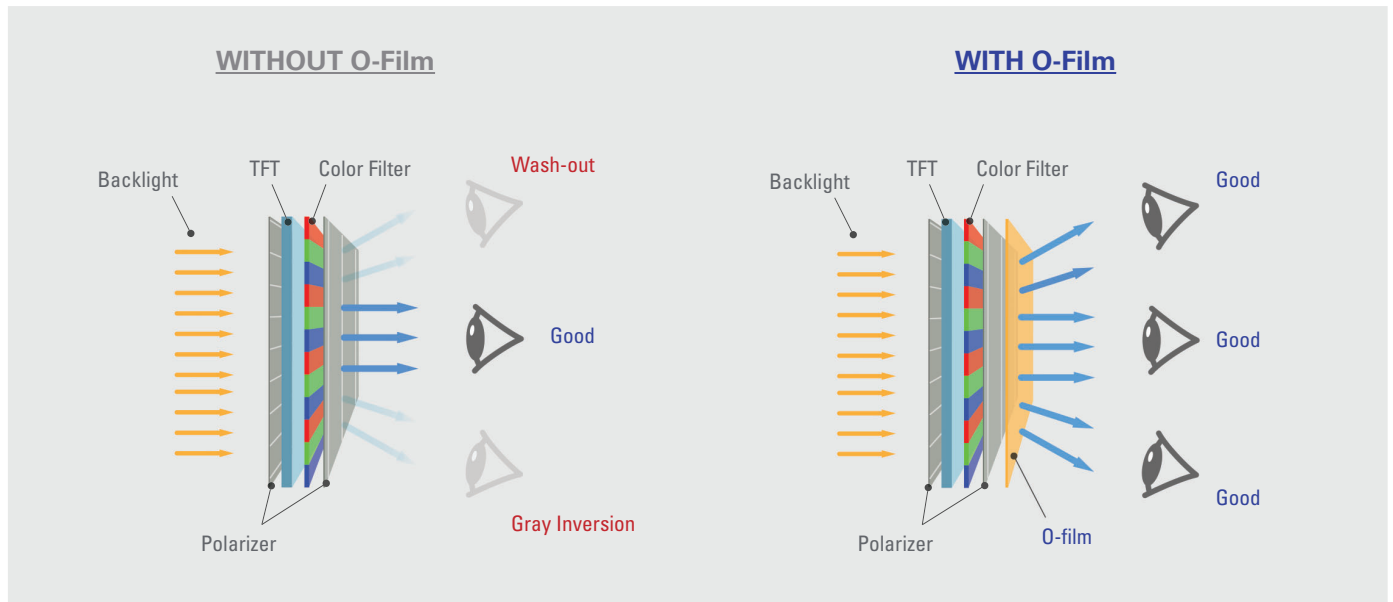 WITHOUT O-Film
Wash-out
Backlight
TFT
Color Filter
Good
Gray Inversion
Polarizer
WITH O-Film
Backlight
TFT
Color Filter
Good
Good
Good
Polarizer
O-film